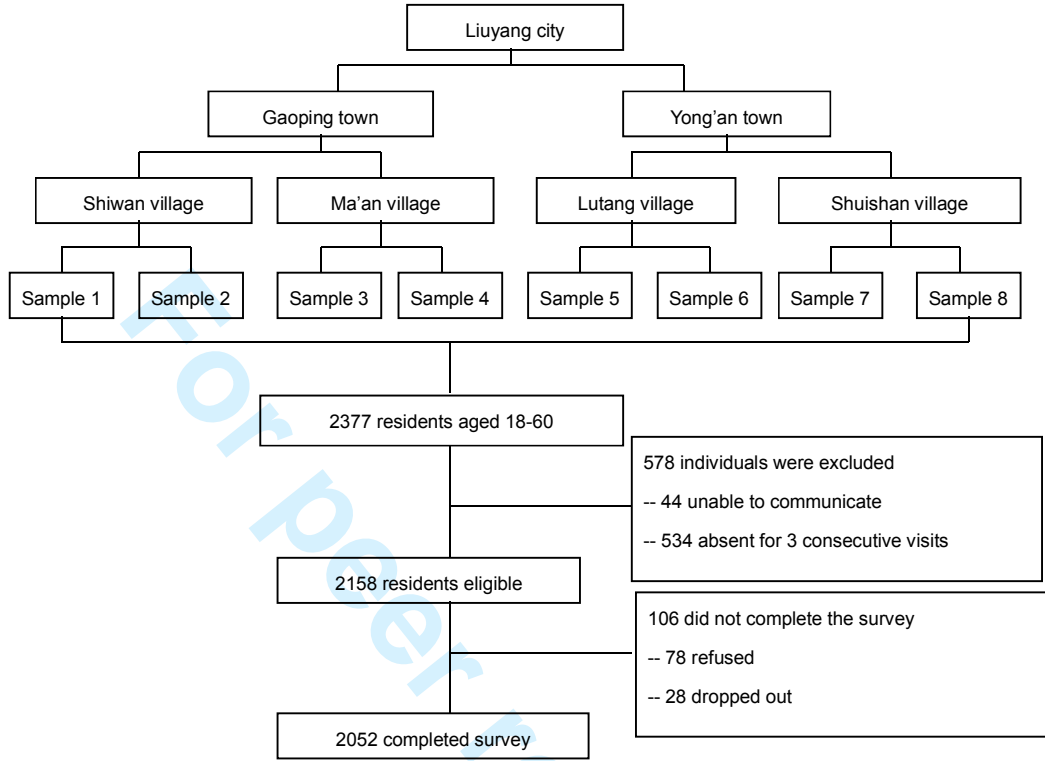 Liuyang city
Gaoping town
Yong’an town
Shiwan village
Ma’an village
Lutang village
Shuishan village
Sample 1
Sample 2
Sample 3
Sample 4
Sample 5
Sample 6
Sample 7
Sample 8
2377 residents aged 18-60
578 individuals were excluded
-- 44 unable to communicate
-- 534 absent for 3 consecutive visits
2158 residents eligible
106 did not complete the survey
-- 78 refused
-- 28 dropped out
2052 completed survey
For peer r